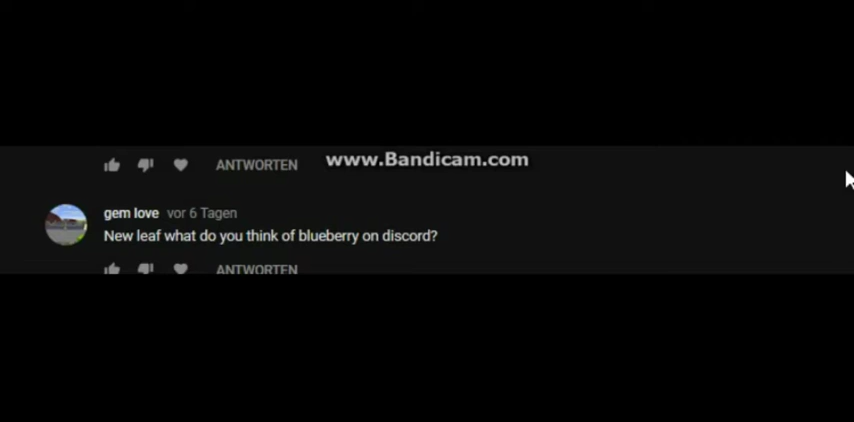 www.Bandicam.com
ANTWORTEN
gem love vor 6 Tagen
New leaf what do you think of blueberry on discord?
ANTWORTEN